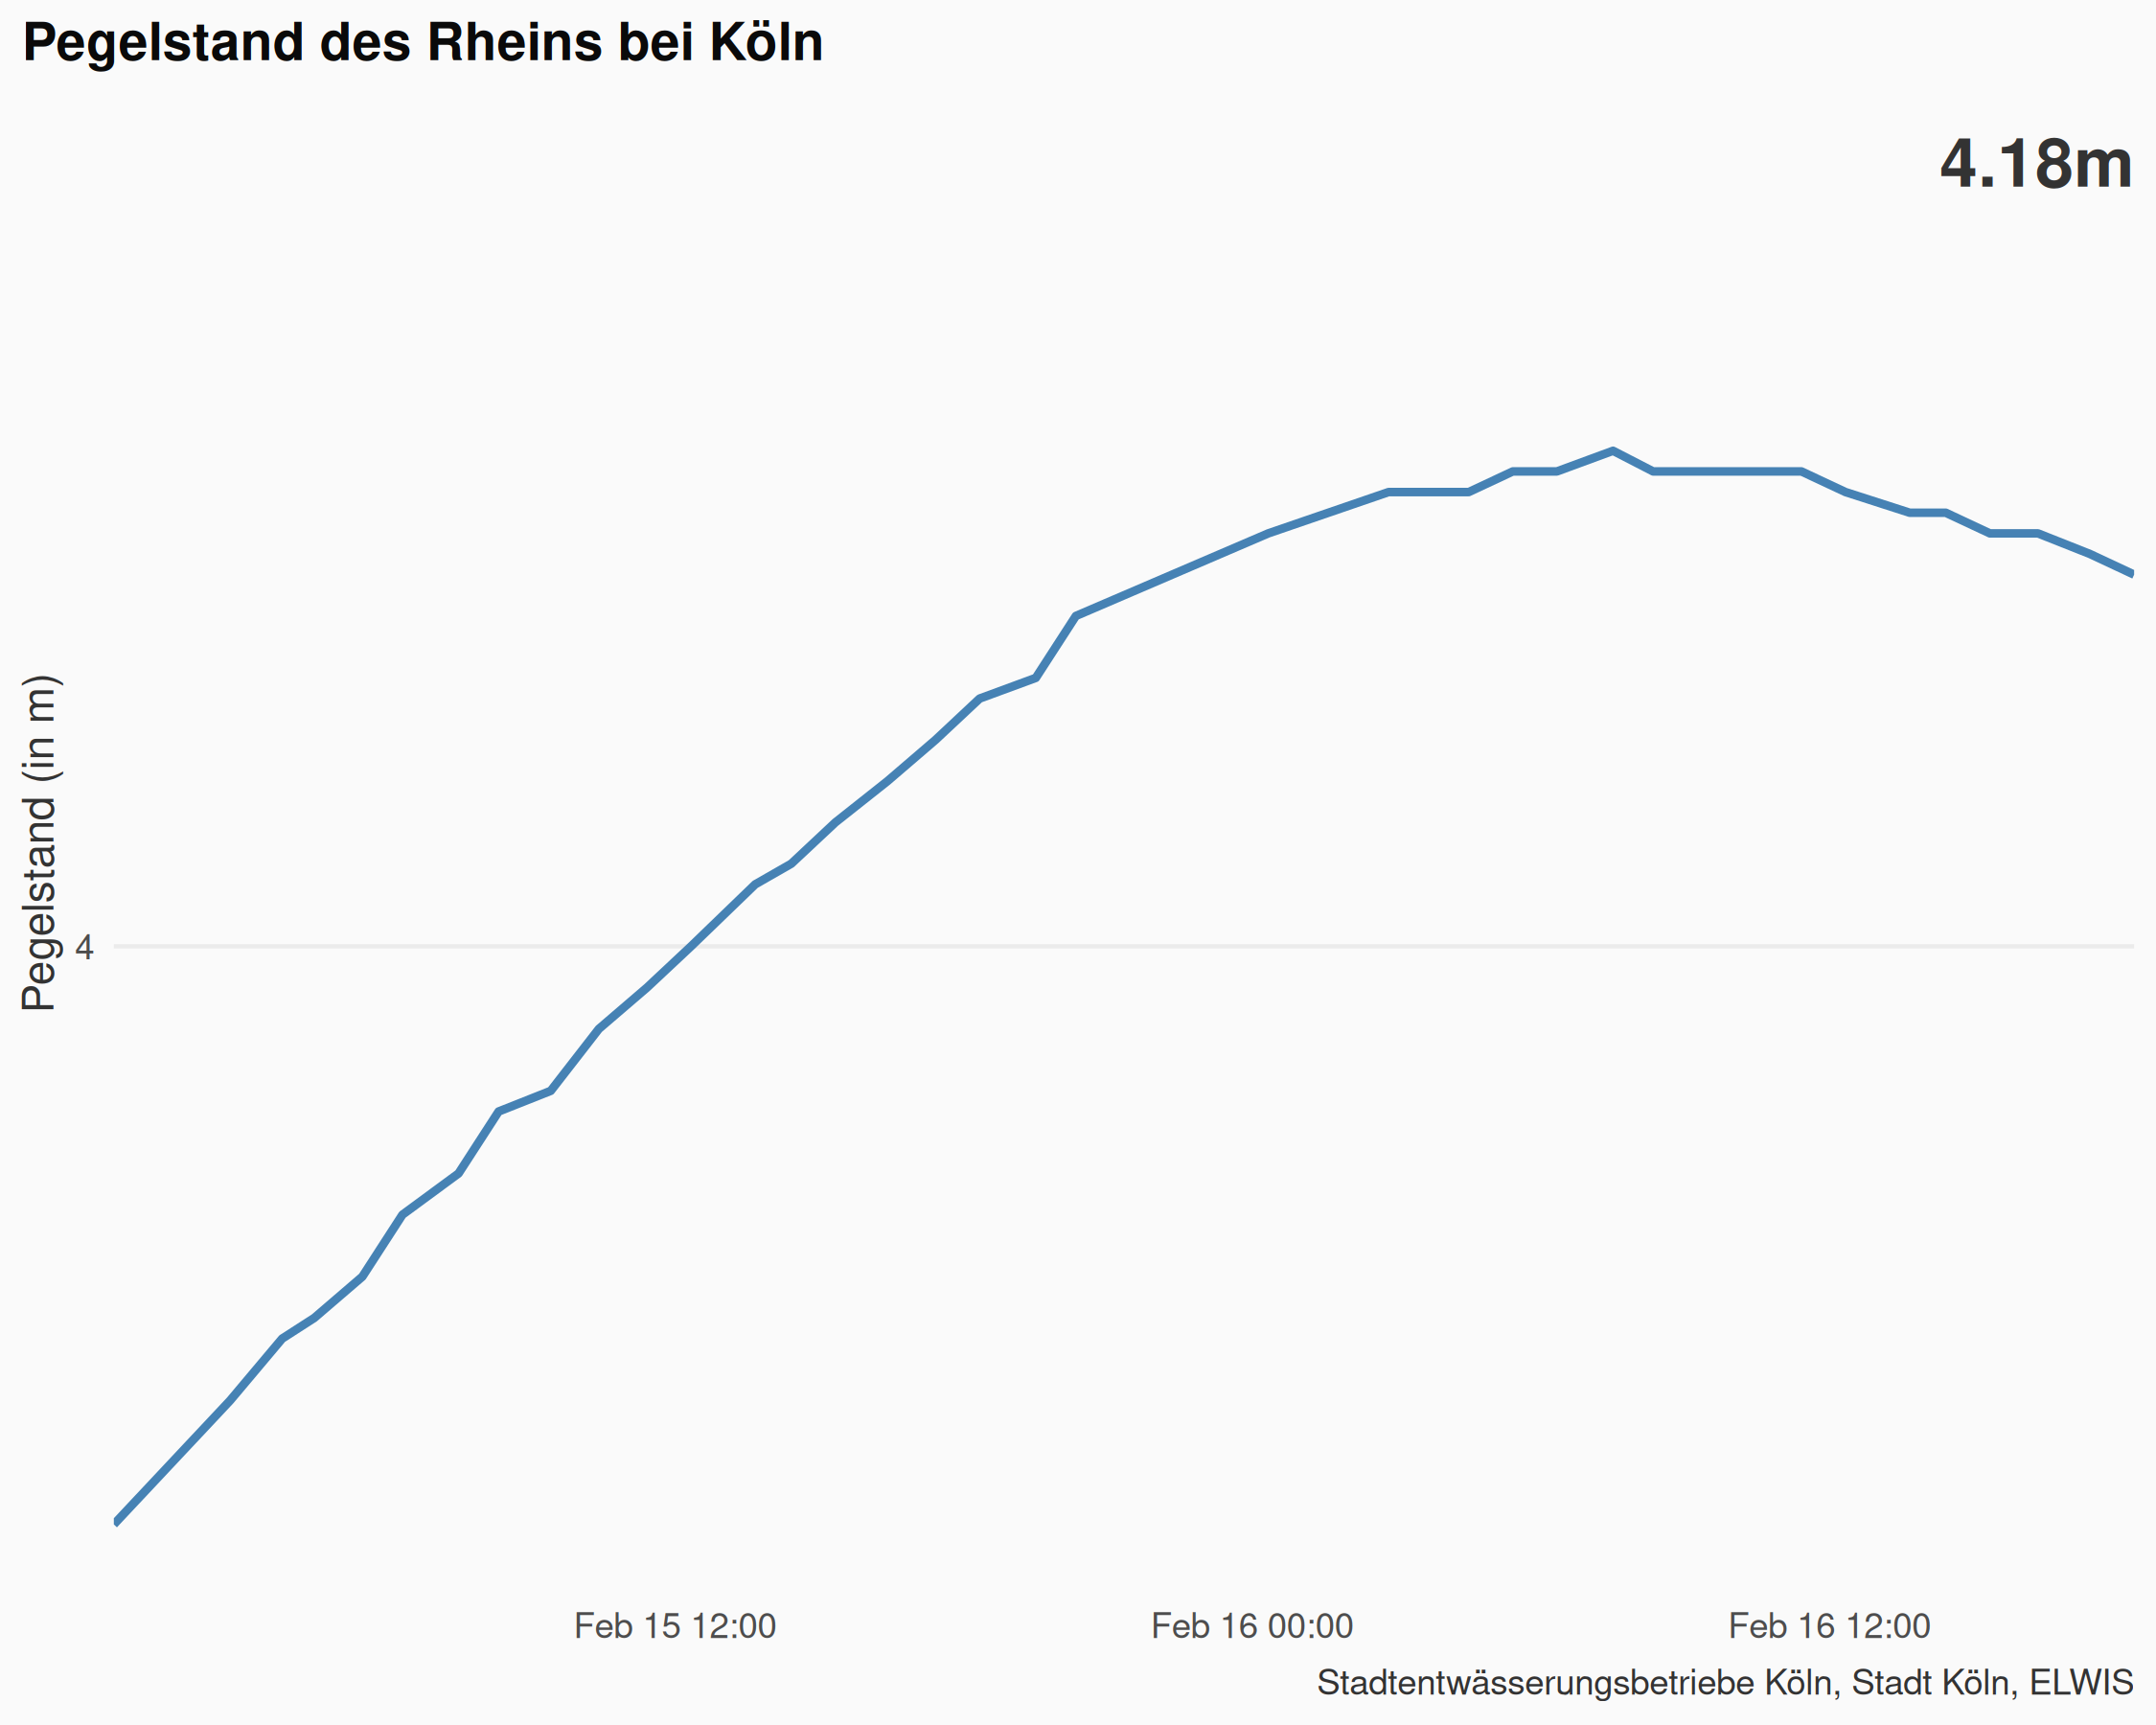 Pegelstand des Rheins bei Köln
4.18m
Pegelstand (in m)
4
Feb 15 12:00
Feb 16 00:00
Feb 16 12:00
Stadtentwässerungsbetriebe Köln, Stadt Köln, ELWIS